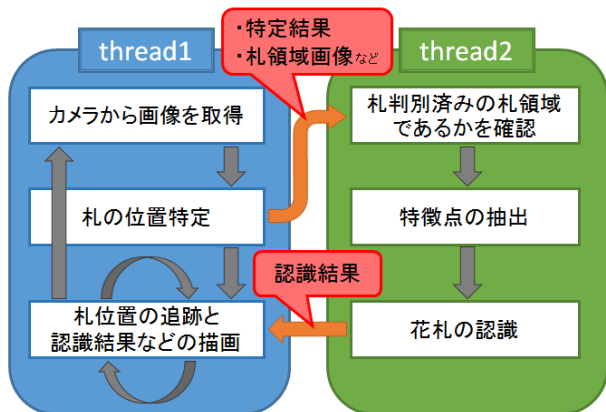 thread1
・特定結果
・札領域画像など
thread2
カメラから画像を取得
札の位置特定
札位置の追跡と
認識結果などの描画
札判別済みの札領域
であるかを確認
特徴点の抽出
認識結果
花札の認識